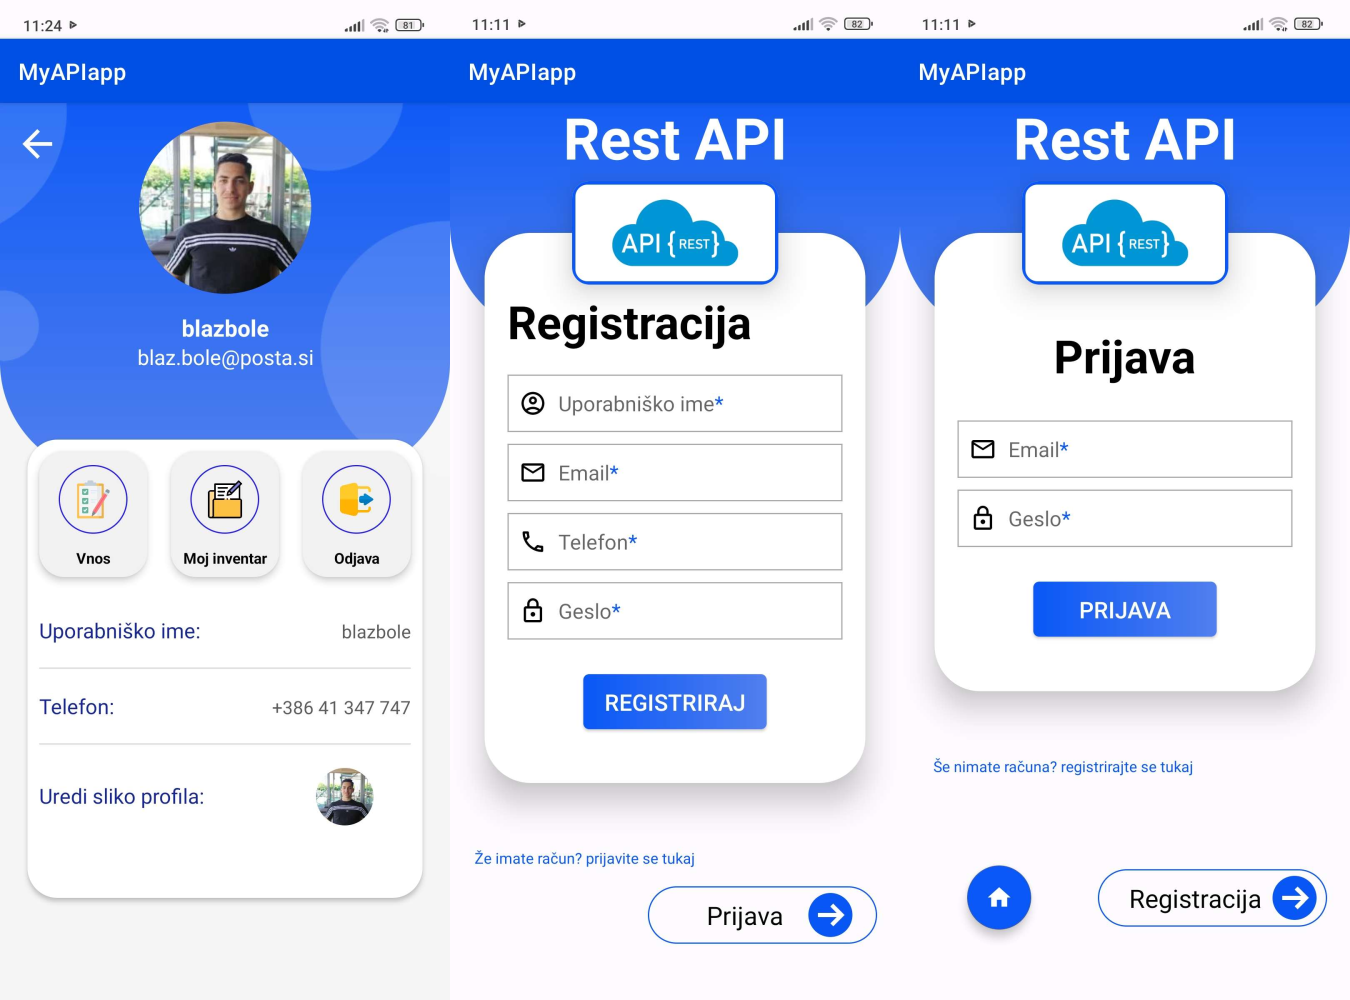 11:24
81
MyAPIapp
blazbole
blaz.bole@posta.si
Vnos
Moj inventar
Odjava
Uporabniško ime:
blazbole
Telefon:
+386 41 347 747
Uredi sliko profila:
11:11
82
MyAPIapp
Rest API
API { REST }
Registracija
Uporabniško ime*
Email*
Telefon*
Geslo*
REGISTRIRAJ
Že imate račun? prijavite se tukaj
Prijava
11:11
82
MyAPIapp
Rest API
API { REST }
Prijava
Email*
Geslo*
PRIJAVA
Še nimate računa? registrirajte se tukaj
Registracija